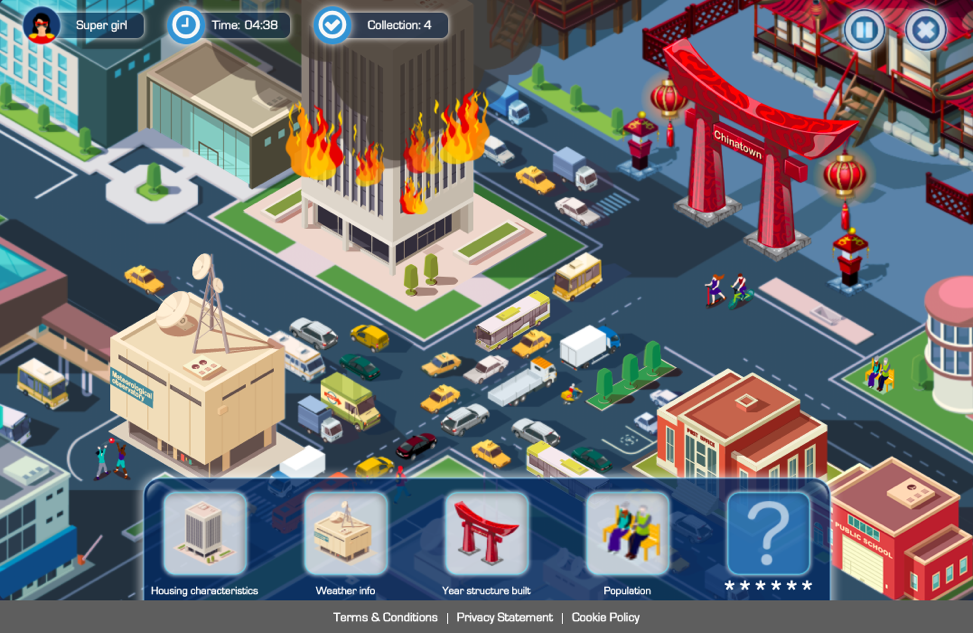 Super girl
Time: 04:38
Collection: 4
Chinatown
Meteorological
observatory
POST OFFICE
PUBLIC SCHOOL
?
Housing characteristics
Weather info
Year structure built
Population
******
Terms & Conditions | Privacy Statement | Cookie Policy